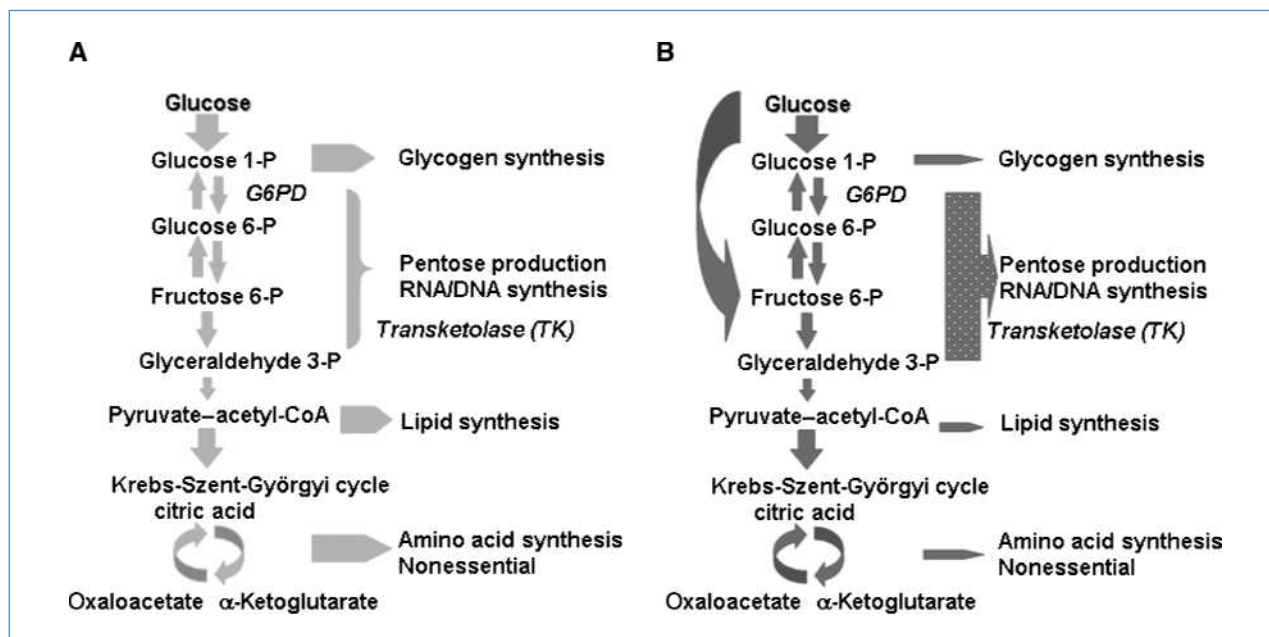 A
Glucose
Glucose 1-P
Glycogen synthesis
G6PD
Glucose 6-P
Pentose production
RNA/DNA synthesis
Fructose 6-P
Transketolase (TK)
Glyceraldehyde 3-P
Pyruvate–acetyl-CoA
Lipid synthesis
Krebs-Szent-Györgyi cycle
citric acid
Amino acid synthesis
Nonessential
Oxaloacetate α-Ketoglutarate
B
Glucose
Glucose 1-P
Glycogen synthesis
G6PD
Glucose 6-P
Pentose production
RNA/DNA synthesis
Fructose 6-P
Transketolase (TK)
Glyceraldehyde 3-P
Pyruvate–acetyl-CoA
Lipid synthesis
Krebs-Szent-Györgyi cycle
citric acid
Amino acid synthesis
Nonessential
Oxaloacetate α-Ketoglutarate